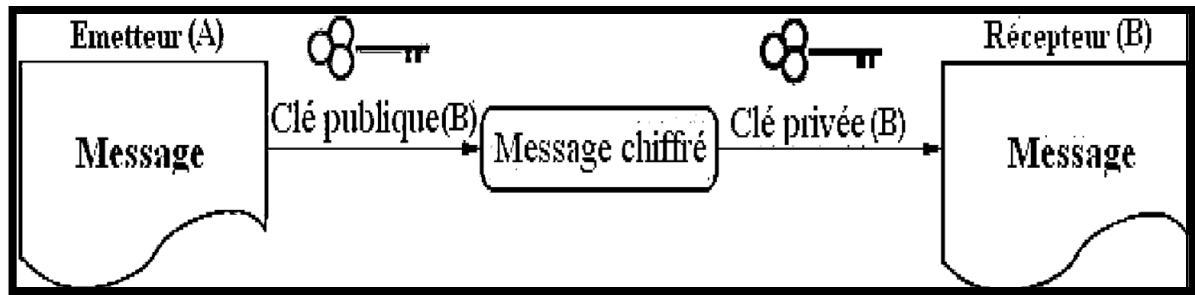 Emetteur (A)
Récepteur (B)
Clé publique(B)
Clé privée (B)
Message
Message chiffré
Message